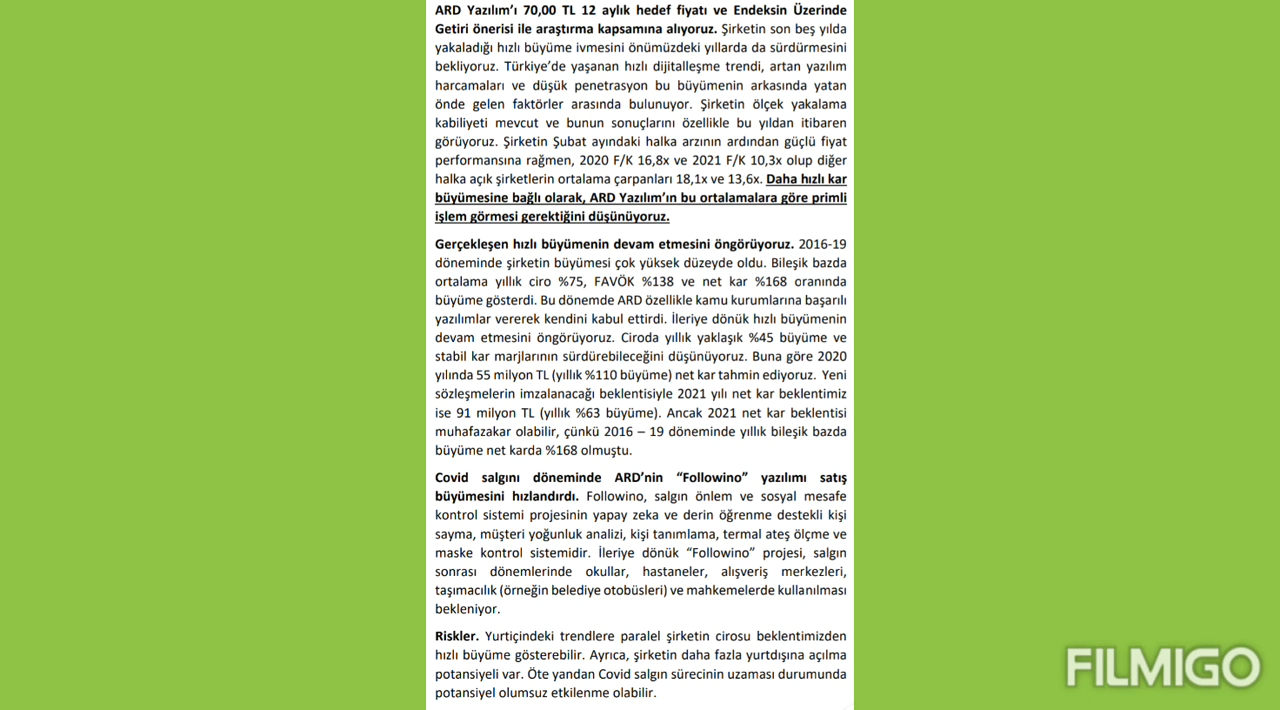 ARD Yazılım’ı 70,00 TL 12 aylık hedef fiyatı ve Endeksin Üzerinde
Getiri önerisi ile araştırma kapsamına alıyoruz. Şirketin son beş yılda
yakaladığı hızlı büyüme ivmesini önümüzdeki yıllarda da sürdürmesini
bekliyoruz. Türkiye’de yaşanan hızlı dijitalleşme trendi, artan yazılım
harcamaları ve düşük penetrasyon bu büyümenin arkasında yatan
önde gelen faktörler arasında bulunuyor. Şirketin ölçek yakalama
kabiliyeti mevcut ve bunun sonuçlarını özellikle bu yıldan itibaren
görüyoruz. Şirketin Şubat ayındaki halka arzının ardından güçlü fiyat
performansına rağmen, 2020 F/K 16,8x ve 2021 F/K 10,3x olup diğer
halka açık şirketlerin ortalama çarpanları 18,1x ve 13,6x. Daha hızlı kar
büyümesine bağlı olarak, ARD Yazılım’ın bu ortalamalara göre primli
işlem görmesi gerektiğini düşünüyoruz.
Gerçekleşen hızlı büyümenin devam etmesini öngörüyoruz. 2016-19
döneminde şirketin büyümesi çok yüksek düzeyde oldu. Bileşik bazda
ortalama yıllık ciro %75, FAVÖK %138 ve net kar %168 oranında
büyüme gösterdi. Bu dönemde ARD özellikle kamu kurumlarına başarılı
yazılımlar vererek kendini kabul ettirdi. İleriye dönük hızlı büyümenin
devam etmesini öngörüyoruz. Ciroda yıllık yaklaşık %45 büyüme ve
stabil kar marjlarının sürdürebileceğini düşünüyoruz. Buna göre 2020
yılında 55 milyon TL (yıllık %110 büyüme) net kar tahmin ediyoruz. Yeni
sözleşmelerin imzalanacağı beklentisiyle 2021 yılı net kar beklentimiz
ise 91 milyon TL (yıllık %63 büyüme). Ancak 2021 net kar beklentisi
muhafazakar olabilir, çünkü 2016 – 19 döneminde yıllık bileşik bazda
büyüme net karda %168 olmuştu.
Covid salgını döneminde ARD’nin “Followino” yazılımı satış
büyümesini hızlandırdı. Followino, salgın önlem ve sosyal mesafe
kontrol sistemi projesinin yapay zeka ve derin öğrenme destekli kişi
sayma, müşteri yoğunluk analizi, kişi tanımlama, termal ateş ölçme ve
maske kontrol sistemidir. İleriye dönük “Followino” projesi, salgın
sonrası dönemlerinde okullar, hastaneler, alışveriş merkezleri,
taşımacılık (örneğin belediye otobüsleri) ve mahkemelerde kullanılması
bekleniyor.
Riskler. Yurtiçindeki trendlere paralel şirketin cirosu beklentimizden
hızlı büyüme gösterebilir. Ayrıca, şirketin daha fazla yurtdışına açılma
potansiyeli var. Öte yandan Covid salgın sürecinin uzaması durumunda
potansiyel olumsuz etkilenme olabilir.
FILMIGO